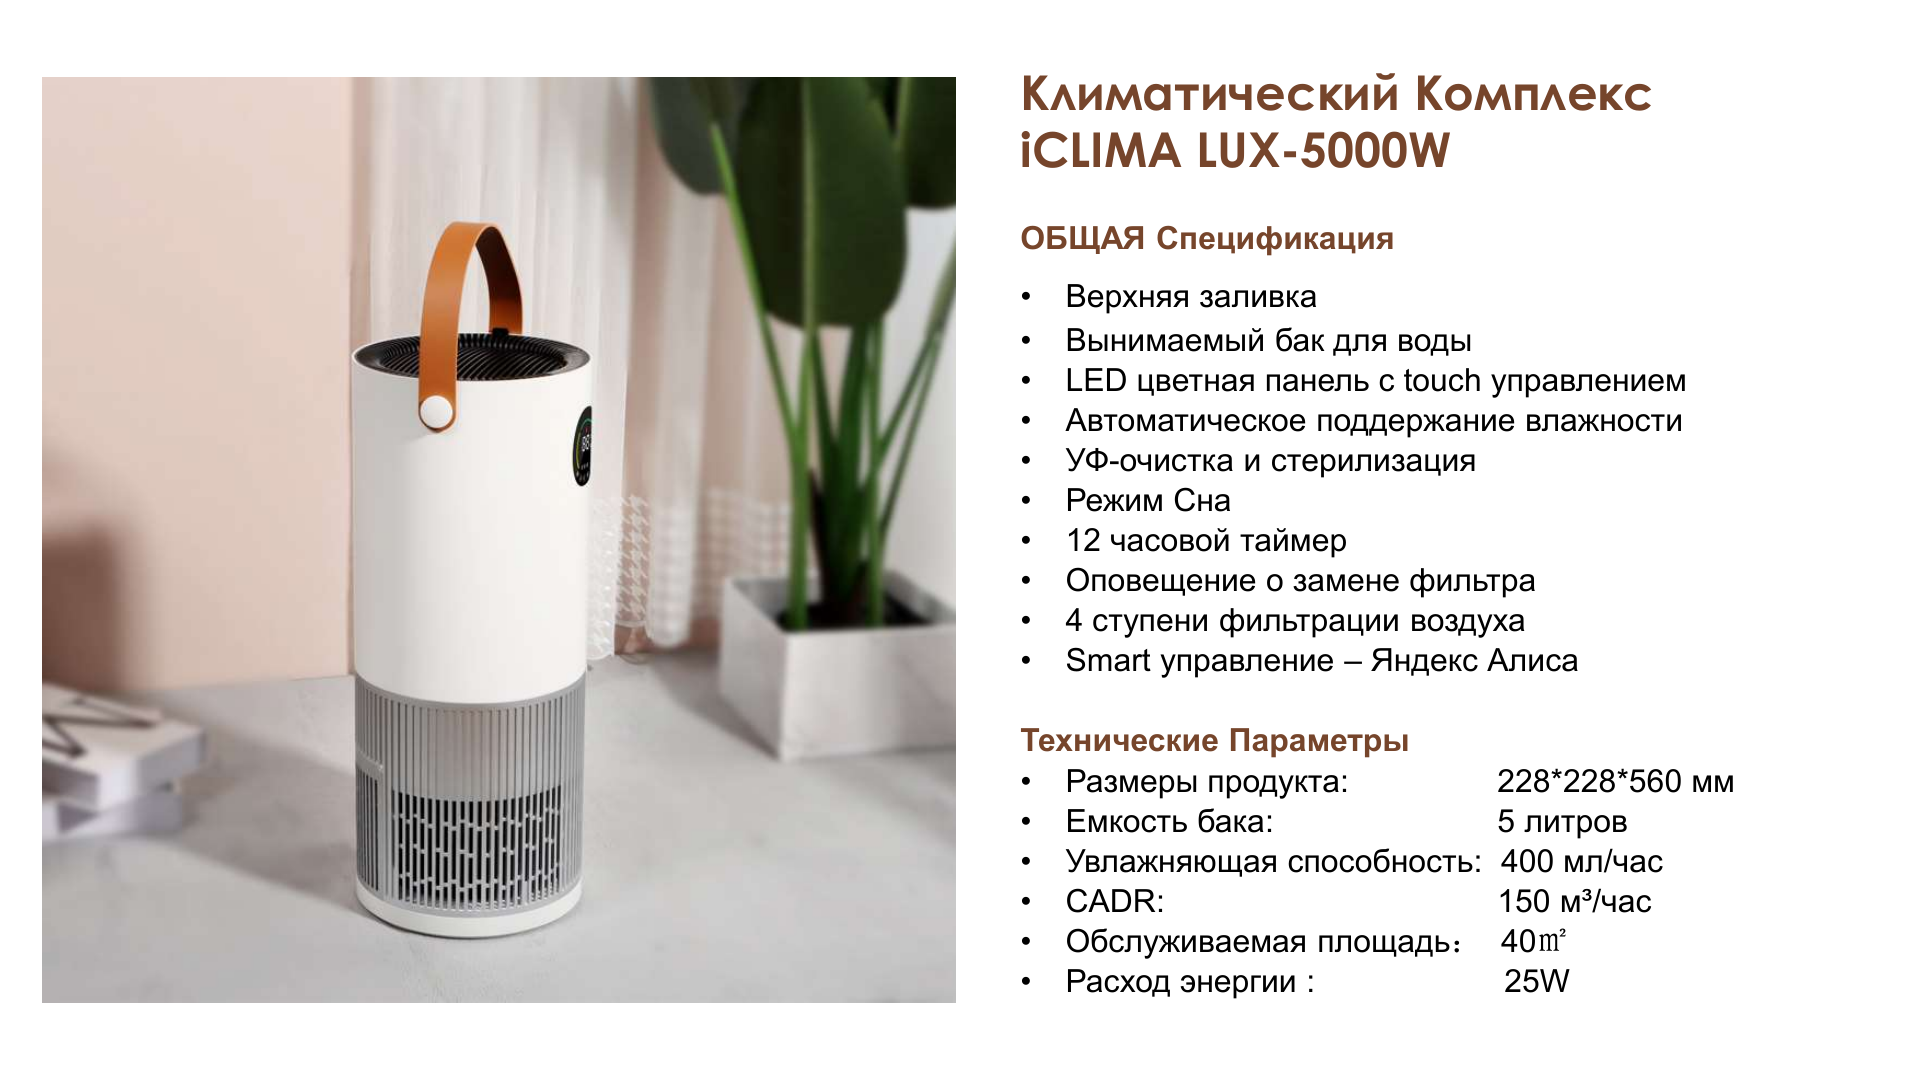 Климатический Комплекс
iCLIMA LUX-5000W
ОБЩАЯ Спецификация
• Верхняя заливка
• Вынимаемый бак для воды
• LED цветная панель с touch управлением
• Автоматическое поддержание влажности
• УФ-очистка и стерилизация
• Режим Сна
• 12 часовой таймер
• Оповещение о замене фильтра
• 4 ступени фильтрации воздуха
• Smart управление – Яндекс Алиса
Технические Параметры
• Размеры продукта: 228*228*560 мм
• Емкость бака: 5 литров
• Увлажняющая способность: 400 мл/час
• CADR: 150 м³/час
• Обслуживаемая площадь： 40㎡
• Расход энергии : 25W